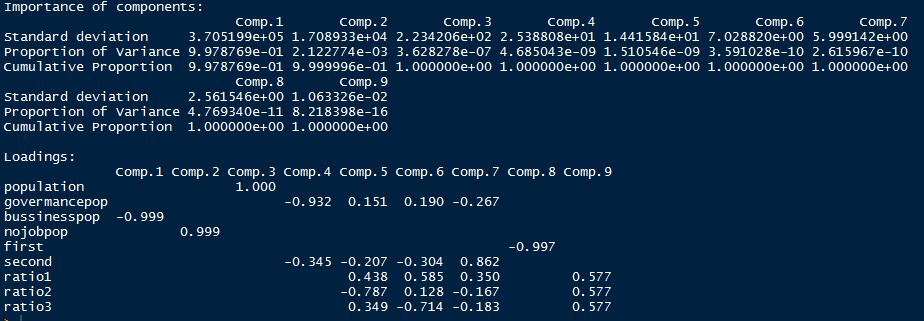 Importance of components:
Comp.1 Comp.2 Comp.3 Comp.4 Comp.5 Comp.6 Comp.7
Standard deviation 3.705199e+05 1.708933e+04 2.234206e+02 2.538808e+01 1.441584e+01 7.028820e+00 5.999142e+00
Proportion of Variance 9.978769e-01 2.122774e-03 3.628278e-07 4.685043e-09 1.510546e-09 3.591028e-10 2.615967e-10
Cumulative Proportion 9.978769e-01 9.999996e-01 1.000000e+00 1.000000e+00 1.000000e+00 1.000000e+00 1.000000e+00
Comp.8 Comp.9
Standard deviation 2.561546e+00 1.063326e-02
Proportion of Variance 4.769340e-11 8.218398e-16
Cumulative Proportion 1.000000e+00 1.000000e+00
Loadings:
Comp.1 Comp.2 Comp.3 Comp.4 Comp.5 Comp.6 Comp.7 Comp.8 Comp.9
population 1.000
govermancepop -0.932 0.151 0.190 -0.267
bussinesspop -0.999
nojobpop 0.999
first -0.997
second -0.345 -0.207 -0.304 0.862
ratio1 0.438 0.585 0.350 0.577
ratio2 -0.787 0.128 -0.167 0.577
ratio3 0.349 -0.714 -0.183 0.577